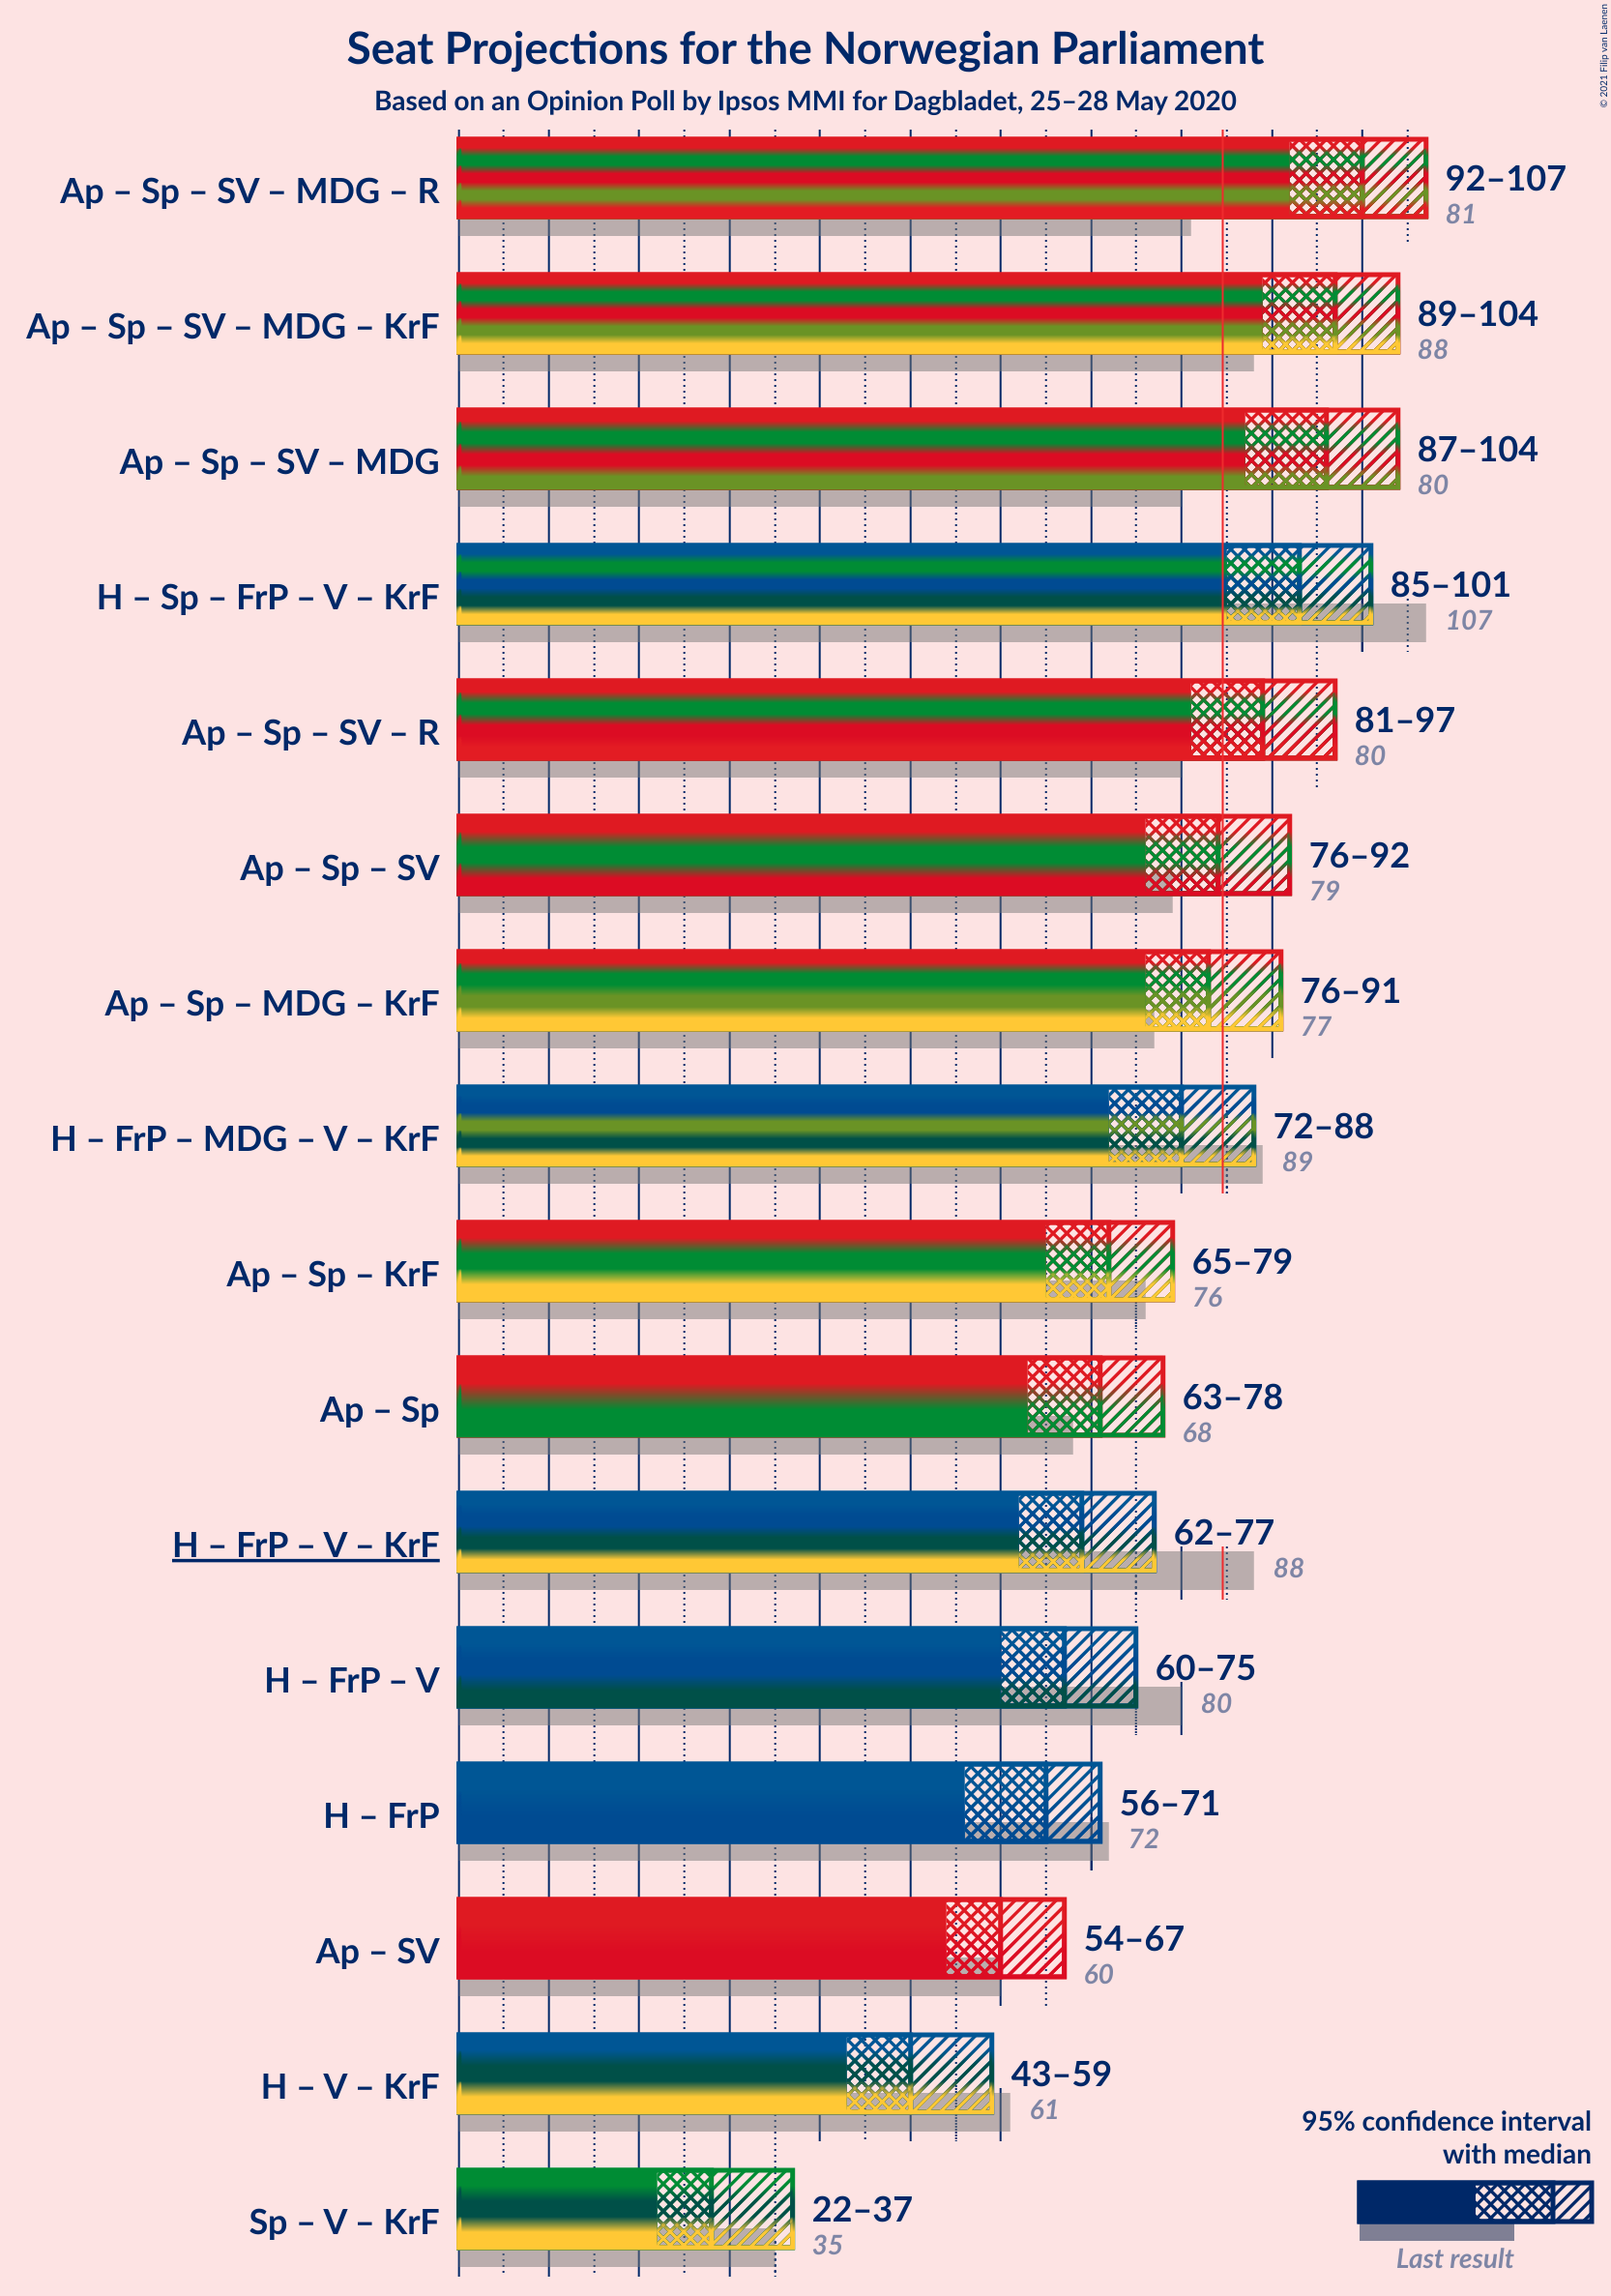 © 2021 Filip van Laenen
Seat Projections for the Norwegian Parliament
Based on an Opinion Poll by Ipsos MMI for Dagbladet, 25–28 May 2020
Ap – Sp – SV – MDG – R
92–107
81
Ap – Sp – SV – MDG – KrF
89–104
88
Ap – Sp – SV – MDG
87–104
80
H – Sp – FrP – V – KrF
85–101
107
Ap – Sp – SV – R
81–97
80
Ap – Sp – SV
76–92
79
Ap – Sp – MDG – KrF
76–91
77
H – FrP – MDG – V – KrF
72–88
89
Ap – Sp – KrF
65–79
76
Ap – Sp
63–78
68
H – FrP – V – KrF
62–77
88
H – FrP – V
60–75
80
H – FrP
56–71
72
Ap – SV
54–67
60
H – V – KrF
43–59
61
Sp – V – KrF
22–37
35
95% confidence interval
with median
Last result